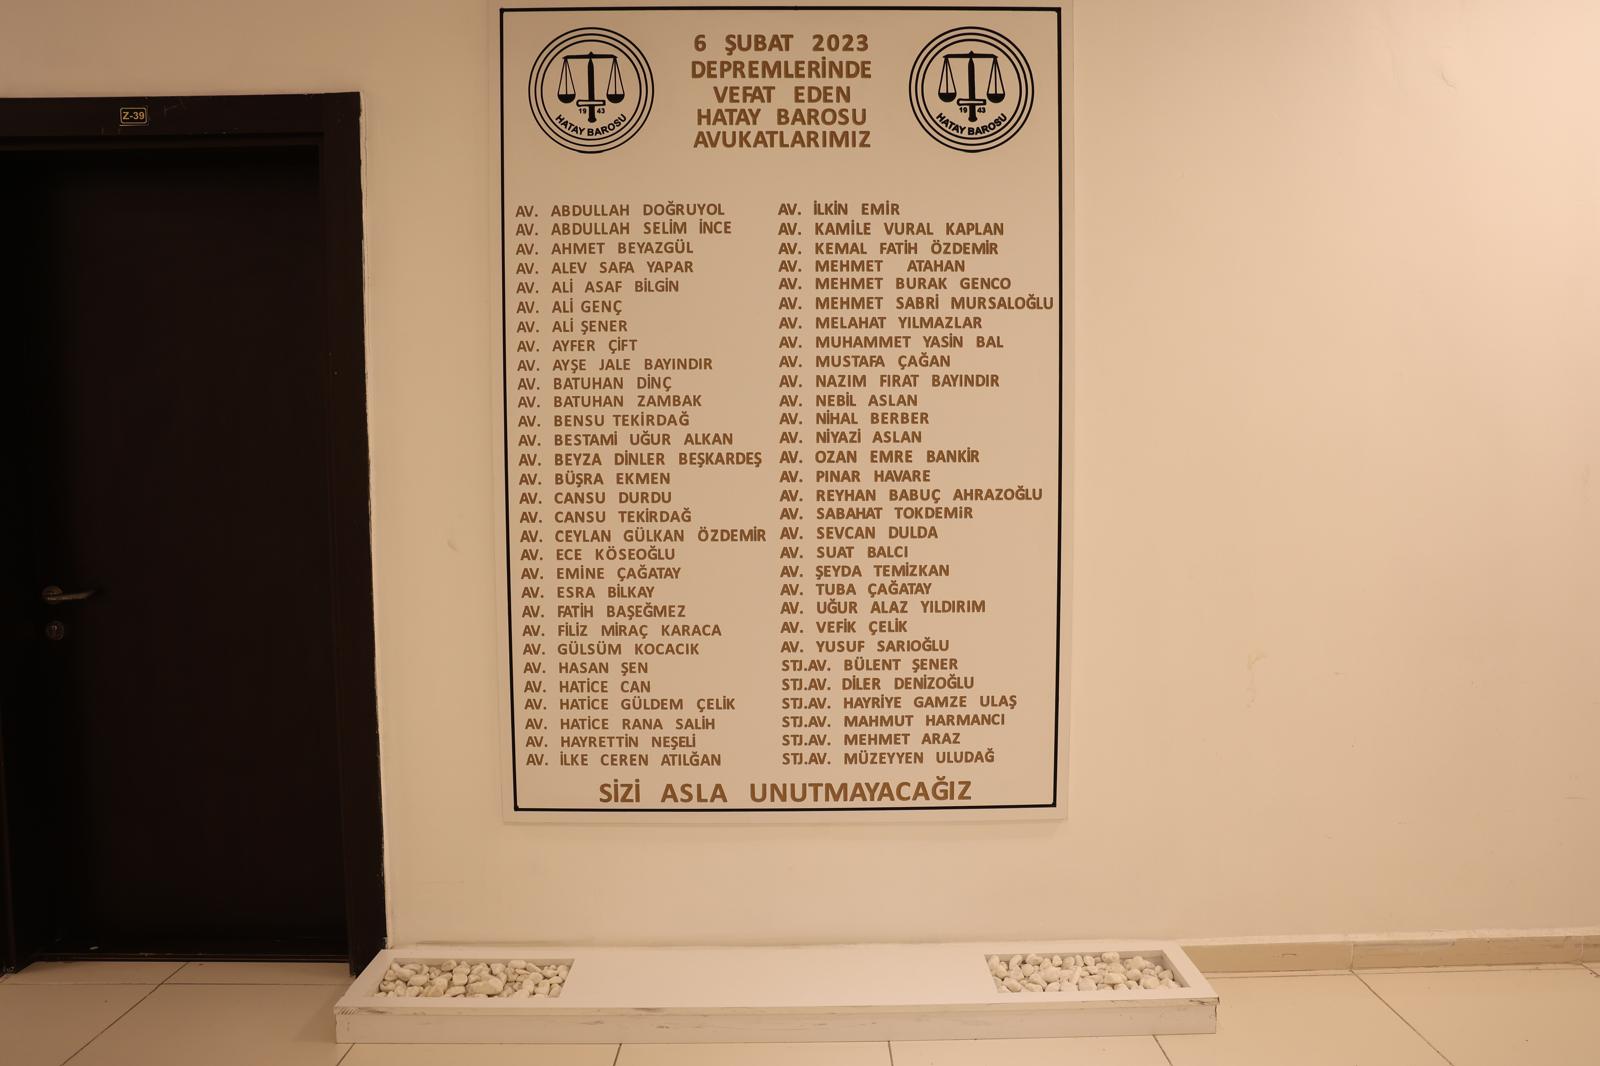 Z-39
19 43
HATAY BAROSU
6 ŞUBAT 2023
DEPREMLERİNDE
VEFAT EDEN
HATAY BAROSU
AVUKATLARIMIZ
19 43
HATAY BAROSU
AV. ABDULLAH DOĞRUYOL
AV. ABDULLAH SELİM İNCE
AV. AHMET BEYAZGÜL
AV. ALEV SAFA YAPAR
AV. ALİ ASAF BİLGİN
AV. ALİ GENÇ
AV. ALİ ŞENER
AV. AYFER ÇİFT
AV. AYŞE JALE BAYINDIR
AV. BATUHAN DİNÇ
AV. BATUHAN ZAMBAK
AV. BENSU TEKİRDAĞ
AV. BESTAMİ UĞUR ALKAN
AV. BEYZA DİNLER BEŞKARDEŞ
AV. BÜŞRA EKMEN
AV. CANSU DURDU
AV. CANSU TEKİRDAĞ
AV. CEYLAN GÜLKAN ÖZDEMİR
AV. ECE KÖSEOĞLU
AV. EMİNE ÇAĞATAY
AV. ESRA BİLKAY
AV. FATİH BAŞEĞMEZ
AV. FİLİZ MİRAÇ KARACA
AV. GÜLSÜM KOCACIK
AV. HASAN ŞEN
AV. HATİCE CAN
AV. HATİCE GÜLDEM ÇELİK
AV. HATİCE RANA SALİH
AV. HAYRETTİN NEŞELİ
AV. İLKE CEREN ATILĞAN
AV. İLKİN EMİR
AV. KAMİLE VURAL KAPLAN
AV. KEMAL FATİH ÖZDEMİR
AV. MEHMET ATAHAN
AV. MEHMET BURAK GENCO
AV. MEHMET SABRİ MURSALOĞLU
AV. MELAHAT YILMAZLAR
AV. MUHAMMET YASİN BAL
AV. MUSTAFA ÇAĞAN
AV. NAZIM FIRAT BAYINDIR
AV. NEBİL ASLAN
AV. NİHAL BERBER
AV. NİYAZİ ASLAN
AV. OZAN EMRE BANKİR
AV. PINAR HAVARE
AV. REYHAN BABUÇ AHRAZOĞLU
AV. SABAHAT TOKDEMİR
AV. SEVCAN DULDA
AV. SUAT BALCI
AV. ŞEYDA TEMİZKAN
AV. TUBA ÇAĞATAY
AV. UĞUR ALAZ YILDIRIM
AV. VEFİK ÇELİK
AV. YUSUF SARIOĞLU
STJ.AV. BÜLENT ŞENER
STJ.AV. DİLER DENİZOĞLU
STJ.AV. HAYRİYE GAMZE ULAŞ
STJ.AV. MAHMUT HARMANCI
STJ.AV. MEHMET ARAZ
STJ.AV. MÜZEYYEN ULUDAĞ
SİZİ ASLA UNUTMAYACAĞIZ